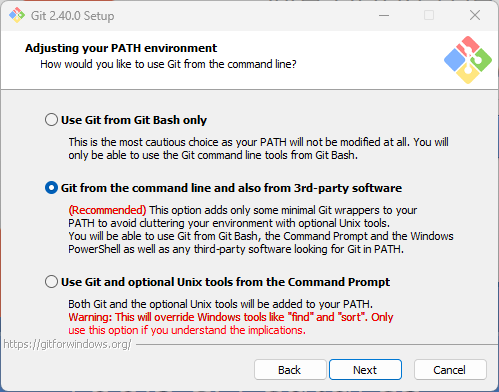 Git 2.40.0 Setup
Adjusting your PATH environment
How would you like to use Git from the command line?
Use Git from Git Bash only
This is the most cautious choice as your PATH will not be modified at all. You will
only be able to use the Git command line tools from Git Bash.
Git from the command line and also from 3rd-party software
(Recommended) This option adds only some minimal Git wrappers to your
PATH to avoid cluttering your environment with optional Unix tools.
You will be able to use Git from Git Bash, the Command Prompt and the Windows
PowerShell as well as any third-party software looking for Git in PATH.
Use Git and optional Unix tools from the Command Prompt
Both Git and the optional Unix tools will be added to your PATH.
Warning: This will override Windows tools like "find" and "sort". Only
use this option if you understand the implications.
https://gitforwindows.org/
Back
Next
Cancel